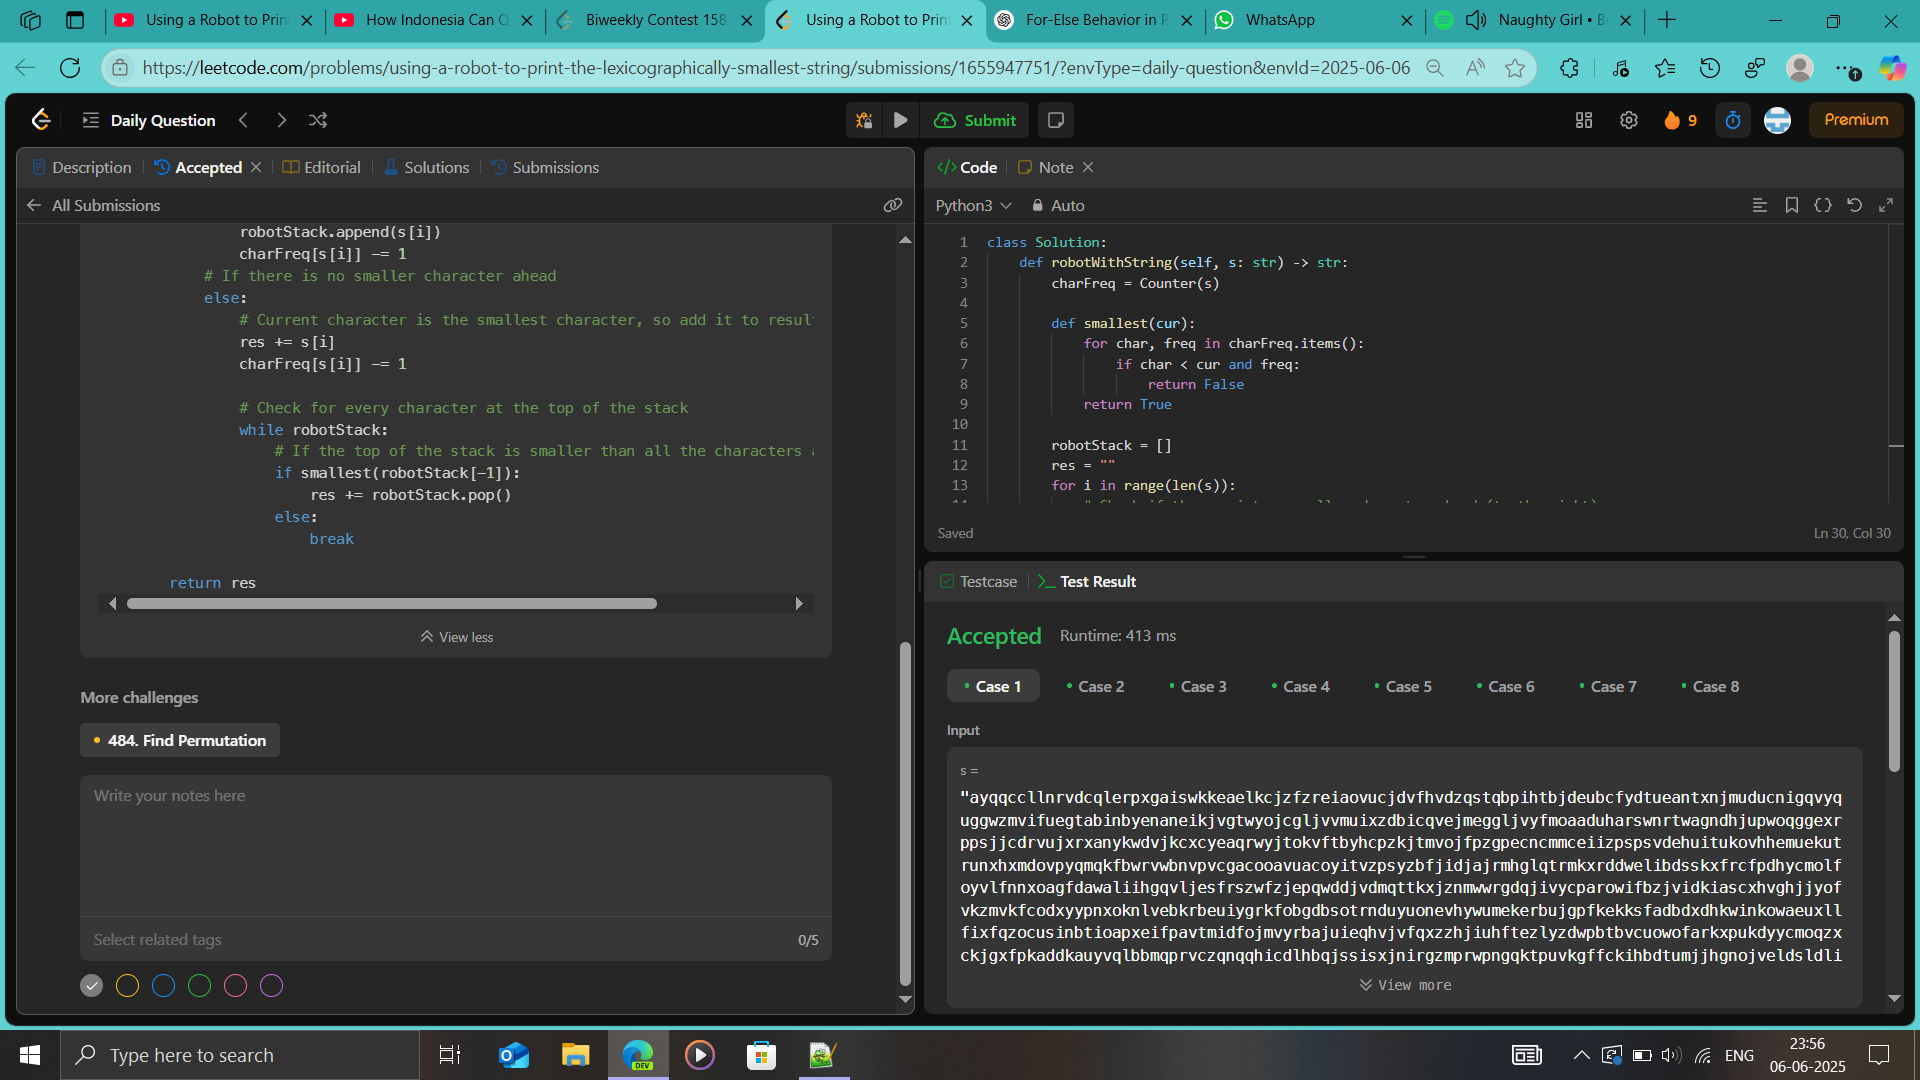 Using a Robot to Prin
How Indonesia Can Q
Biweekly Contest 158
Using a Robot to Prin
For-Else Behavior in P
WhatsApp
Naughty Girl • B
https://leetcode.com/problems/using-a-robot-to-print-the-lexicographically-smallest-string/submissions/1655947751/?envType=daily-question&envId=2025-06-06
Daily Question
Submit
9
Premium
Description
Accepted
Editorial
Solutions
Submissions
All Submissions
robotStack.append(s[i])
charFreq[s[i]] -= 1
# If there is no smaller character ahead
else:
# Current character is the smallest character, so add it to resul
res += s[i]
charFreq[s[i]] -= 1
# Check for every character at the top of the stack
while robotStack:
# If the top of the stack is smaller than all the characters
if smallest(robotStack[-1]):
res += robotStack.pop()
else:
break
return res
View less
More challenges
484. Find Permutation
Write your notes here
Select related tags
0/5
</> Code
Note
Python3
Auto
1 class Solution:
2 def robotWithString(self, s: str) -> str:
3 charFreq = Counter(s)
4
5 def smallest(cur):
6 for char, freq in charFreq.items():
7 if char < cur and freq:
8 return False
9 return True
10
11 robotStack = []
12 res = ""
13 for i in range(len(s)):
Saved
Ln 30, Col 30
Testcase
Test Result
Accepted
Runtime: 413 ms
Case 1
Case 2
Case 3
Case 4
Case 5
Case 6
Case 7
Case 8
Input
s =
"ayqqccllnrvdcqlerpxgaiswkkeaelkcjzfzreiaovucjdvfhvdzqstqbpihtbjdeubcfydtueantxnjmuducnigqvyq
uggwzmvifuegtabinbyenaneikjvgtwyojcgljvvmuixzdbicqvejmeggljvyfmoaaduharswnrtwagndhjupwoqggexr
ppsjjcdrvujxrxanykwdvjkcxcyeaqrwyjtokvftbyhcpzkjtmvojfpzgpecncmmceiizpspsvdehuitukovhhemuekut
runxhxmdovpyqmqkfbwrvwbnvpvcgacooavuacoyitvzpsyzbfjidjajrmhglqtrmkxrddwelibdsskxfrcfpdhycmolf
oyvlfnnxoagfdawaliihgqvljesfrszwfzjepqwddjvdmqttkxjznmwwrgdqjivycparowifbzjvidkiascxhvghjjyof
vkzmvkfcodxyypnxoknlvebkrbeuiygrkfobgdbsotrnduyuonevhywumekerbujgpfkekksfadbdxdhkwinkowaeuxll
fixfqzocusinbtioapxeifpavtmidfojmvyrbajuieqhvjvfqxzzhjiuhftezlyzdwpbtbvcuowofarkxpukdyycmoqzx
ckjgxfpkaddkauyvqlbbmqprvczqnqqhicdlhbqjssisxjnirgzmprwpngqktpuvkgffckihbdtumjjhgnojveldsldli
View more
Type here to search
DEV
ENG
23:56
06-06-2025